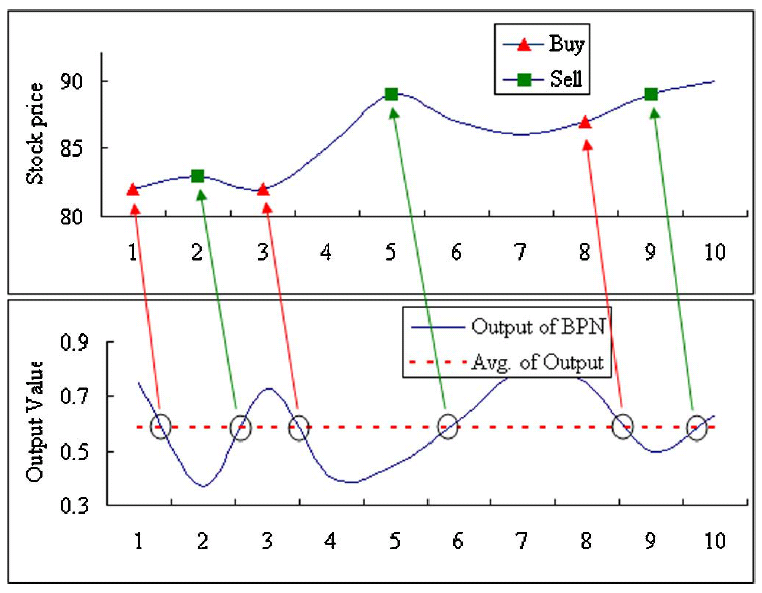 Buy
Sell
Stock price
90
85
80
1 2 3 4 5 6 7 8 9 10
Output of BPN
Avg. of Output
Output Value
0.9
0.7
0.5
0.3
1 2 3 4 5 6 7 8 9 10